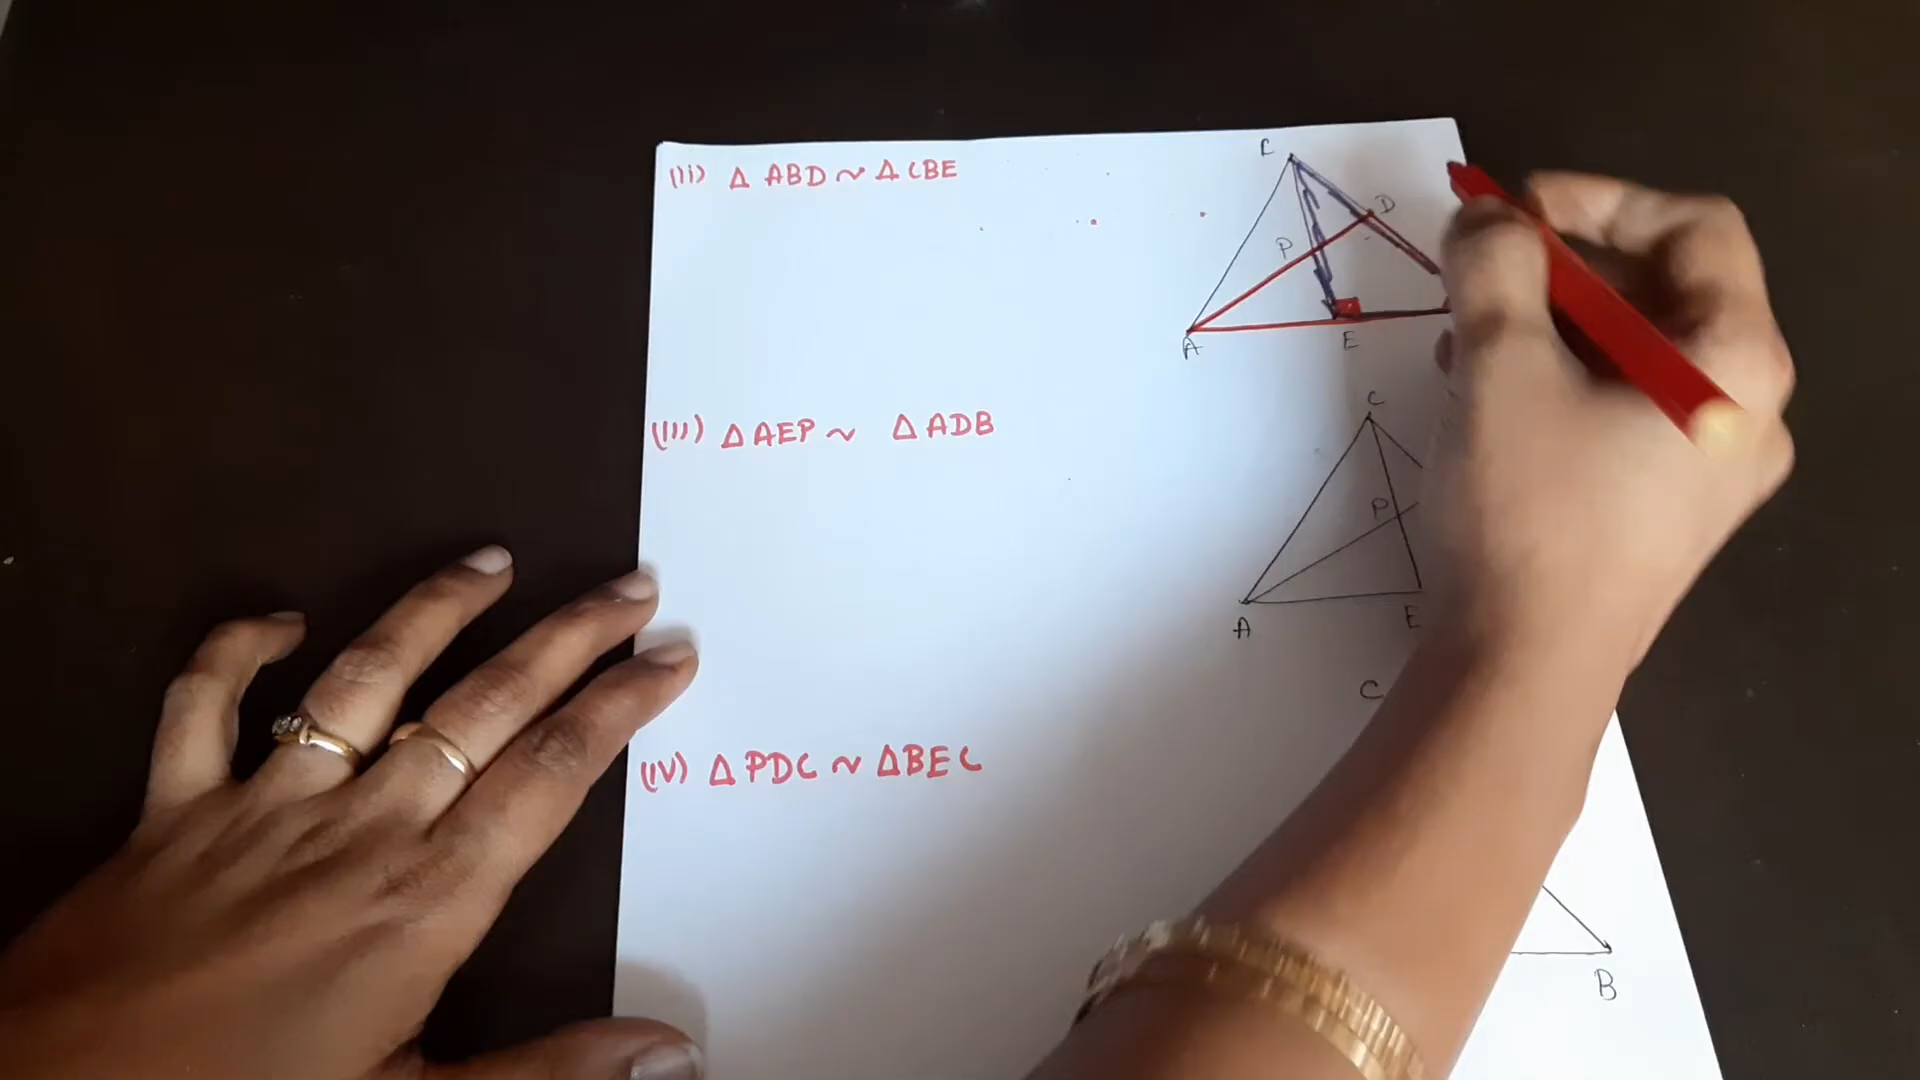 (ii) Δ ABD ~ Δ CBE
C
D
P
A
E
(iii) Δ AEP ~ Δ ADB
C
P
A
E
C
(iv) Δ PDC ~ Δ BEC
B